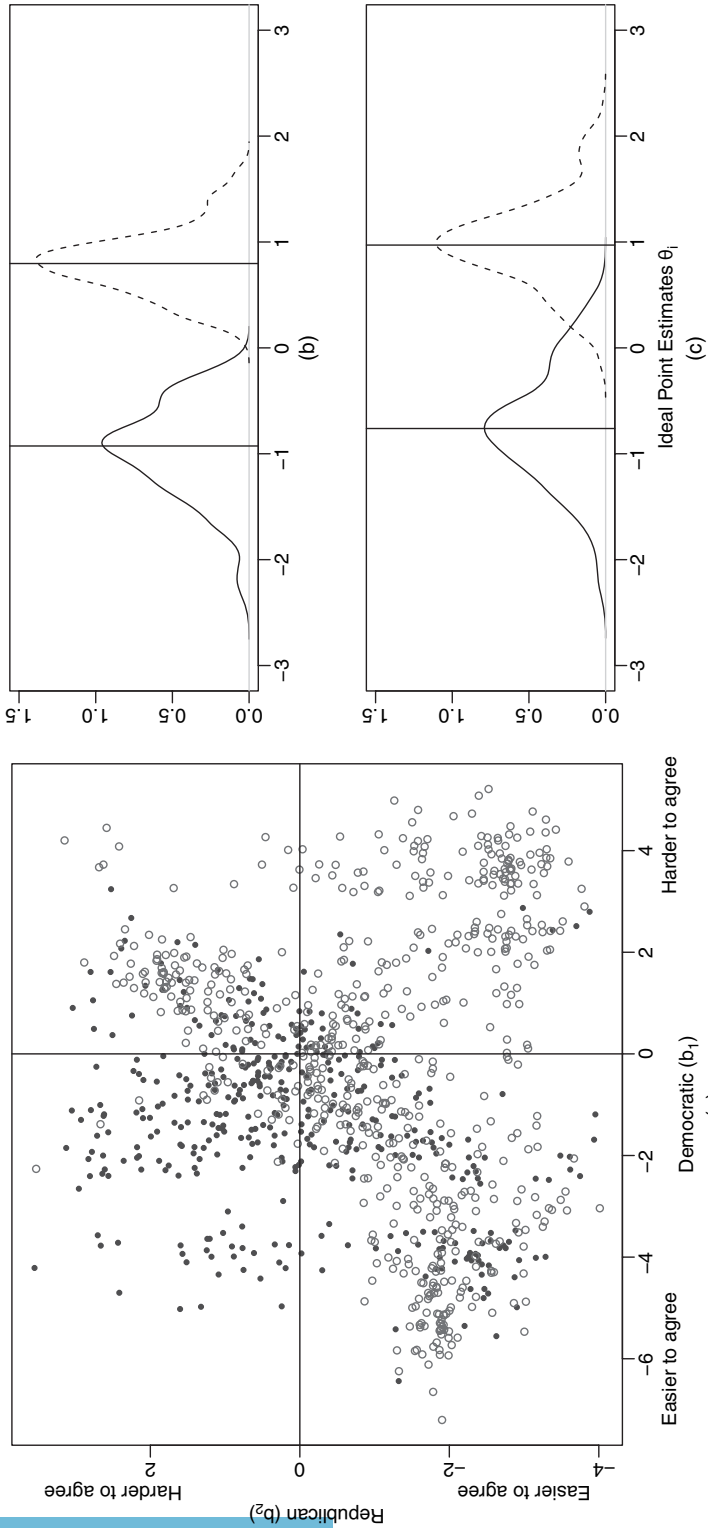 Harder to agree
Republican (b₂)
Easier to agree
2
0
−2
−4
−6 −4 −2 0 2 4
Easier to agree Harder to agree
Democratic (b₁)
1.5
1.0
0.5
0.0
−3 −2 −1 0 1 2 3
(b)
1.5
1.0
0.5
0.0
−3 −2 −1 0 1 2 3
Ideal Point Estimates θᵢ
(c)